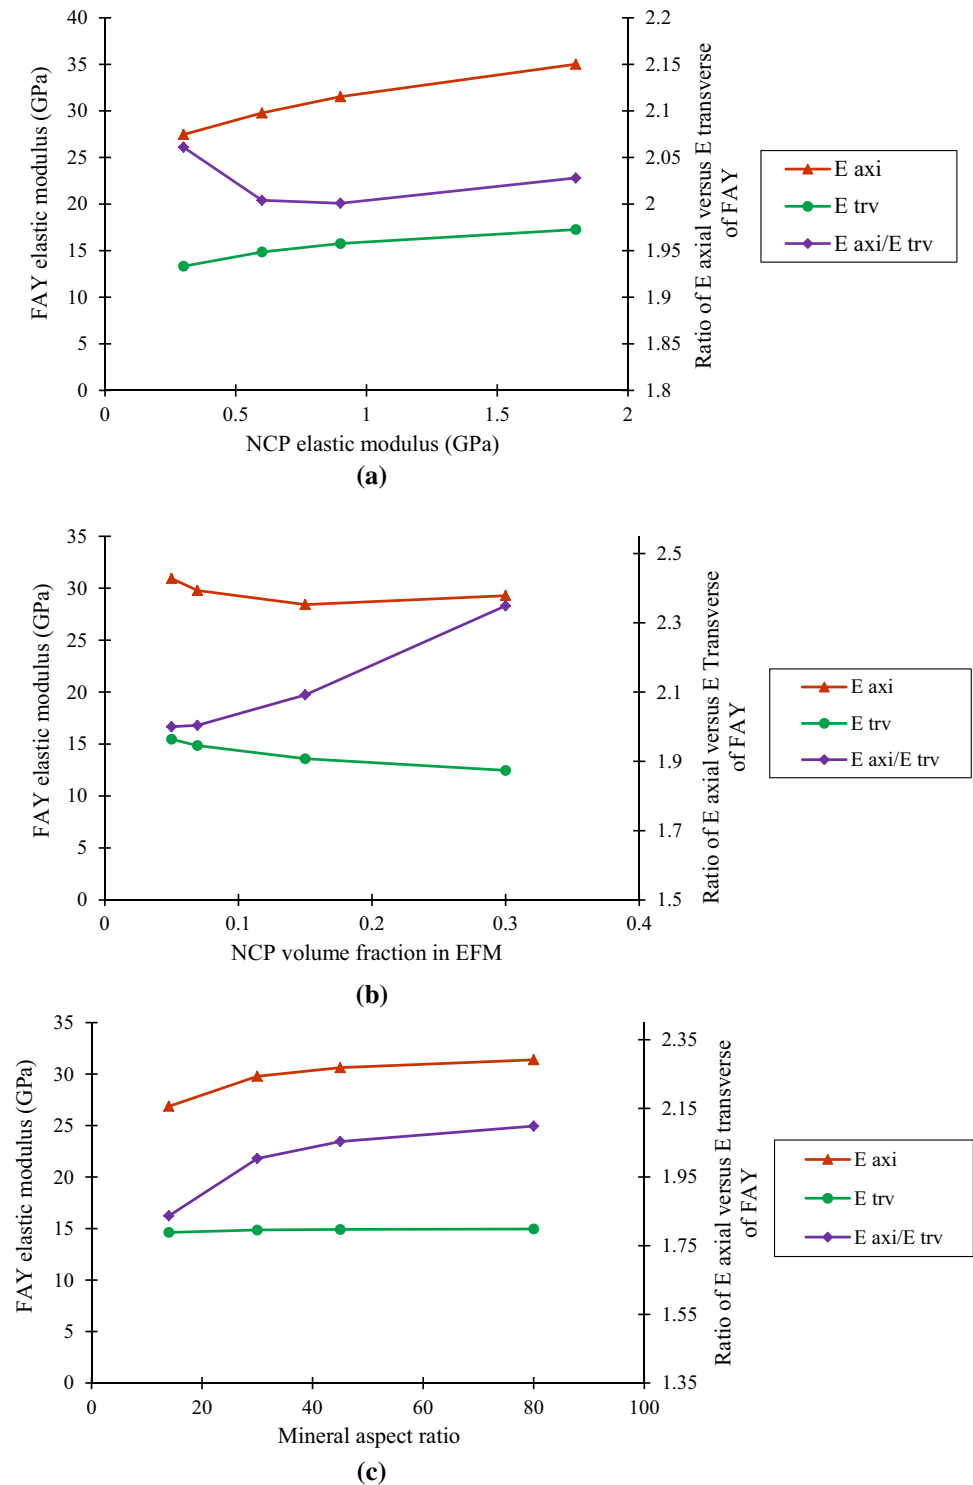 40
35
30
25
20
15
10
5
0
FAY elastic modulus (GPa)
0
0.5
1
1.5
2
NCP elastic modulus (GPa)
2.2
2.15
2.1
2.05
2
1.95
1.9
1.85
1.8
Ratio of E axial versus E transverse
of FAY
E axi
E trv
E axi/E trv
(a)
35
30
25
20
15
10
5
0
FAY elastic modulus (GPa)
0
0.1
0.2
0.3
0.4
NCP volume fraction in EFM
2.5
2.3
2.1
1.9
1.7
1.5
Ratio of E axial versus E Transverse
of FAY
E axi
E trv
E axi/E trv
(b)
35
30
25
20
15
10
5
0
FAY elastic modulus (GPa)
0
20
40
60
80
100
Mineral aspect ratio
2.35
2.15
1.95
1.75
1.55
1.35
Ratio of E axial versus E transverse
of FAY
E axi
E trv
E axi/E trv
(c)